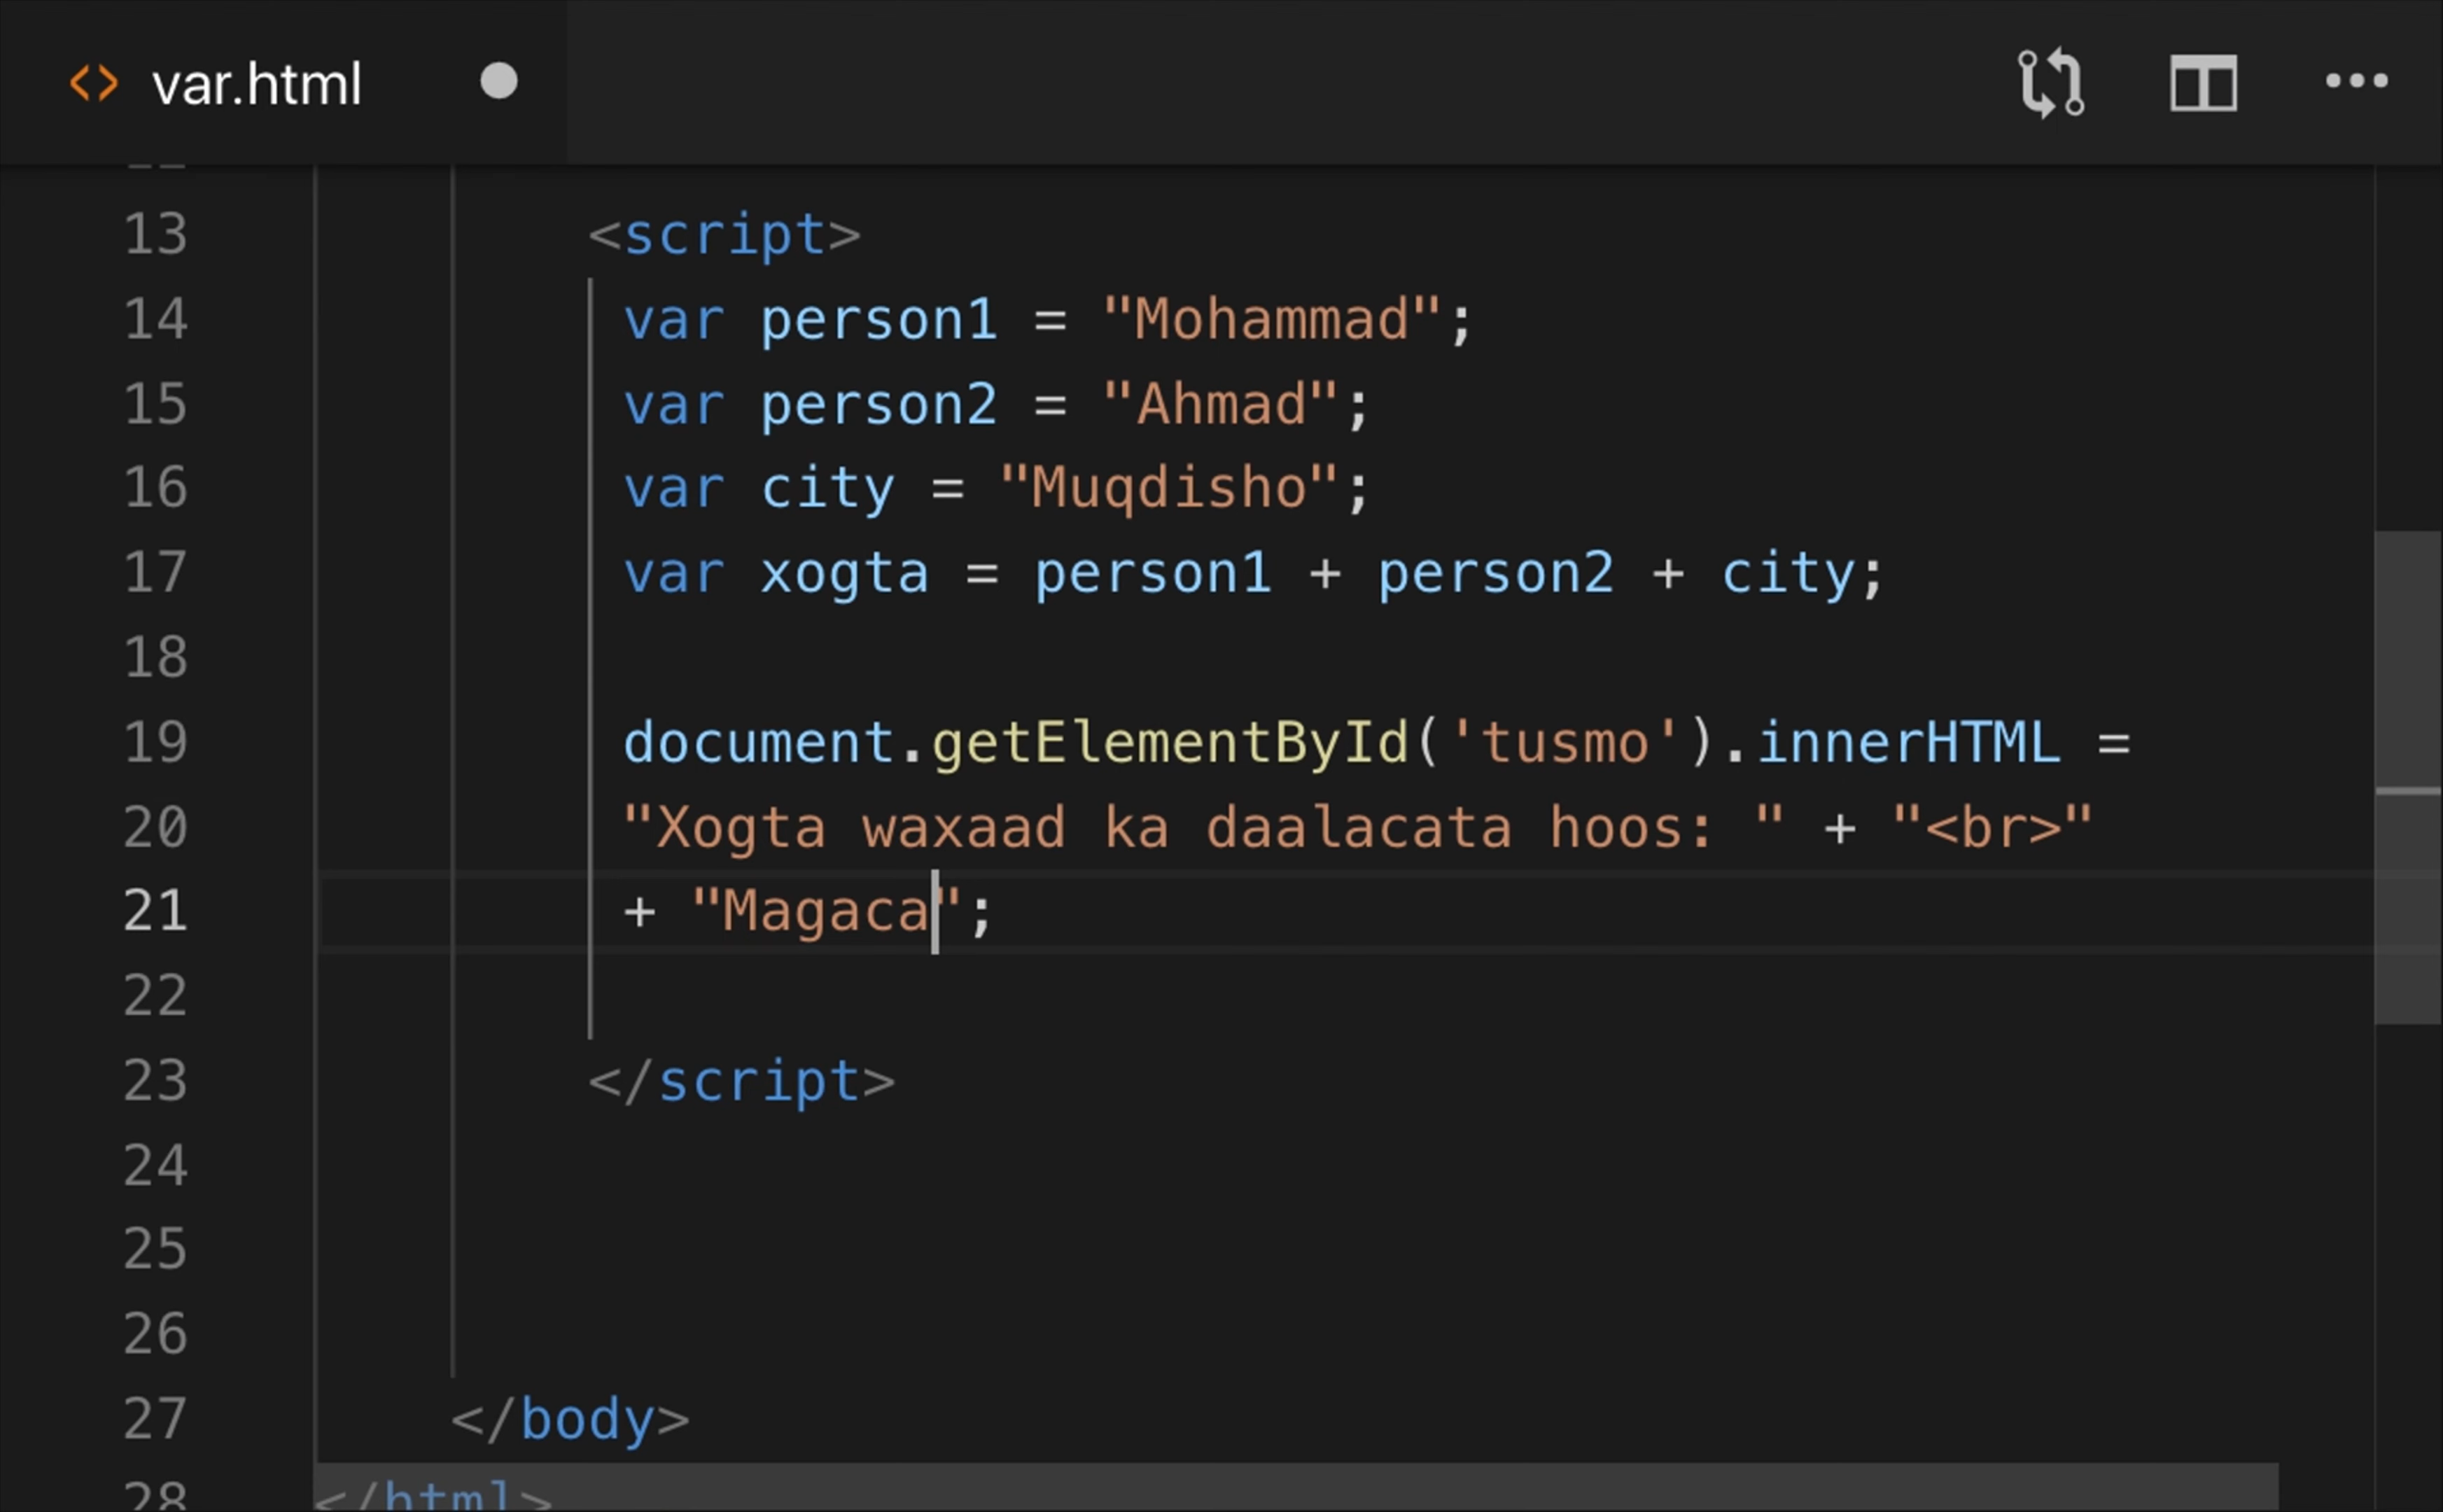 var.html
13 <script>
14 var person1 = "Mohammad";
15 var person2 = "Ahmad";
16 var city = "Muqdisho";
17 var xogta = person1 + person2 + city;
18
19 document.getElementById('tusmo').innerHTML =
20 "Xogta waxaad ka daalacata hoos: " + "<br>"
21 + "Magaca";
22
23 </script>
24
25
26
27 </body>
28 </html>